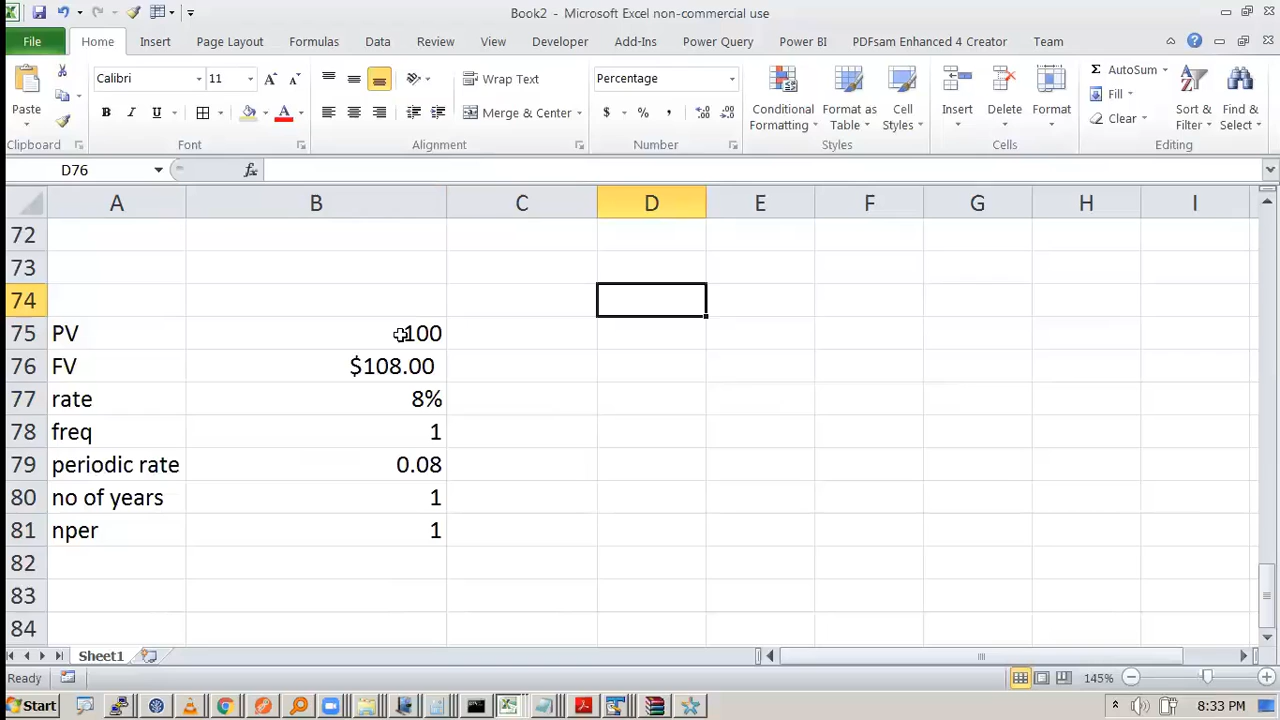 Book2 - Microsoft Excel non-commercial use
File Home Insert Page Layout Formulas Data Review View Developer Add-Ins Power Query Power BI PDFsam Enhanced 4 Creator Team
Calibri 11 Wrap Text Percentage AutoSum
Paste Conditional Formatting Format as Table Cell Styles Insert Delete Format Fill Sort & Filter Find & Select
B I U A Merge & Center $ % , Clear
Clipboard Font Alignment Number Styles Cells Editing
D76 fx
A B C D E F G H I
72
73
74
75 PV 100
76 FV $108.00
77 rate 8%
78 freq 1
79 periodic rate 0.08
80 no of years 1
81 nper 1
82
83
84
Sheet1
Ready 145%
Start 8:33 PM